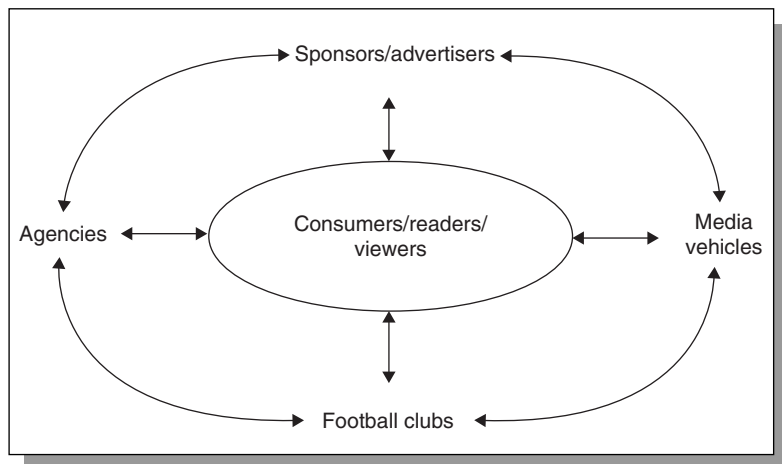 Sponsors/advertisers
Agencies
Consumers/readers/
viewers
Media
vehicles
Football clubs